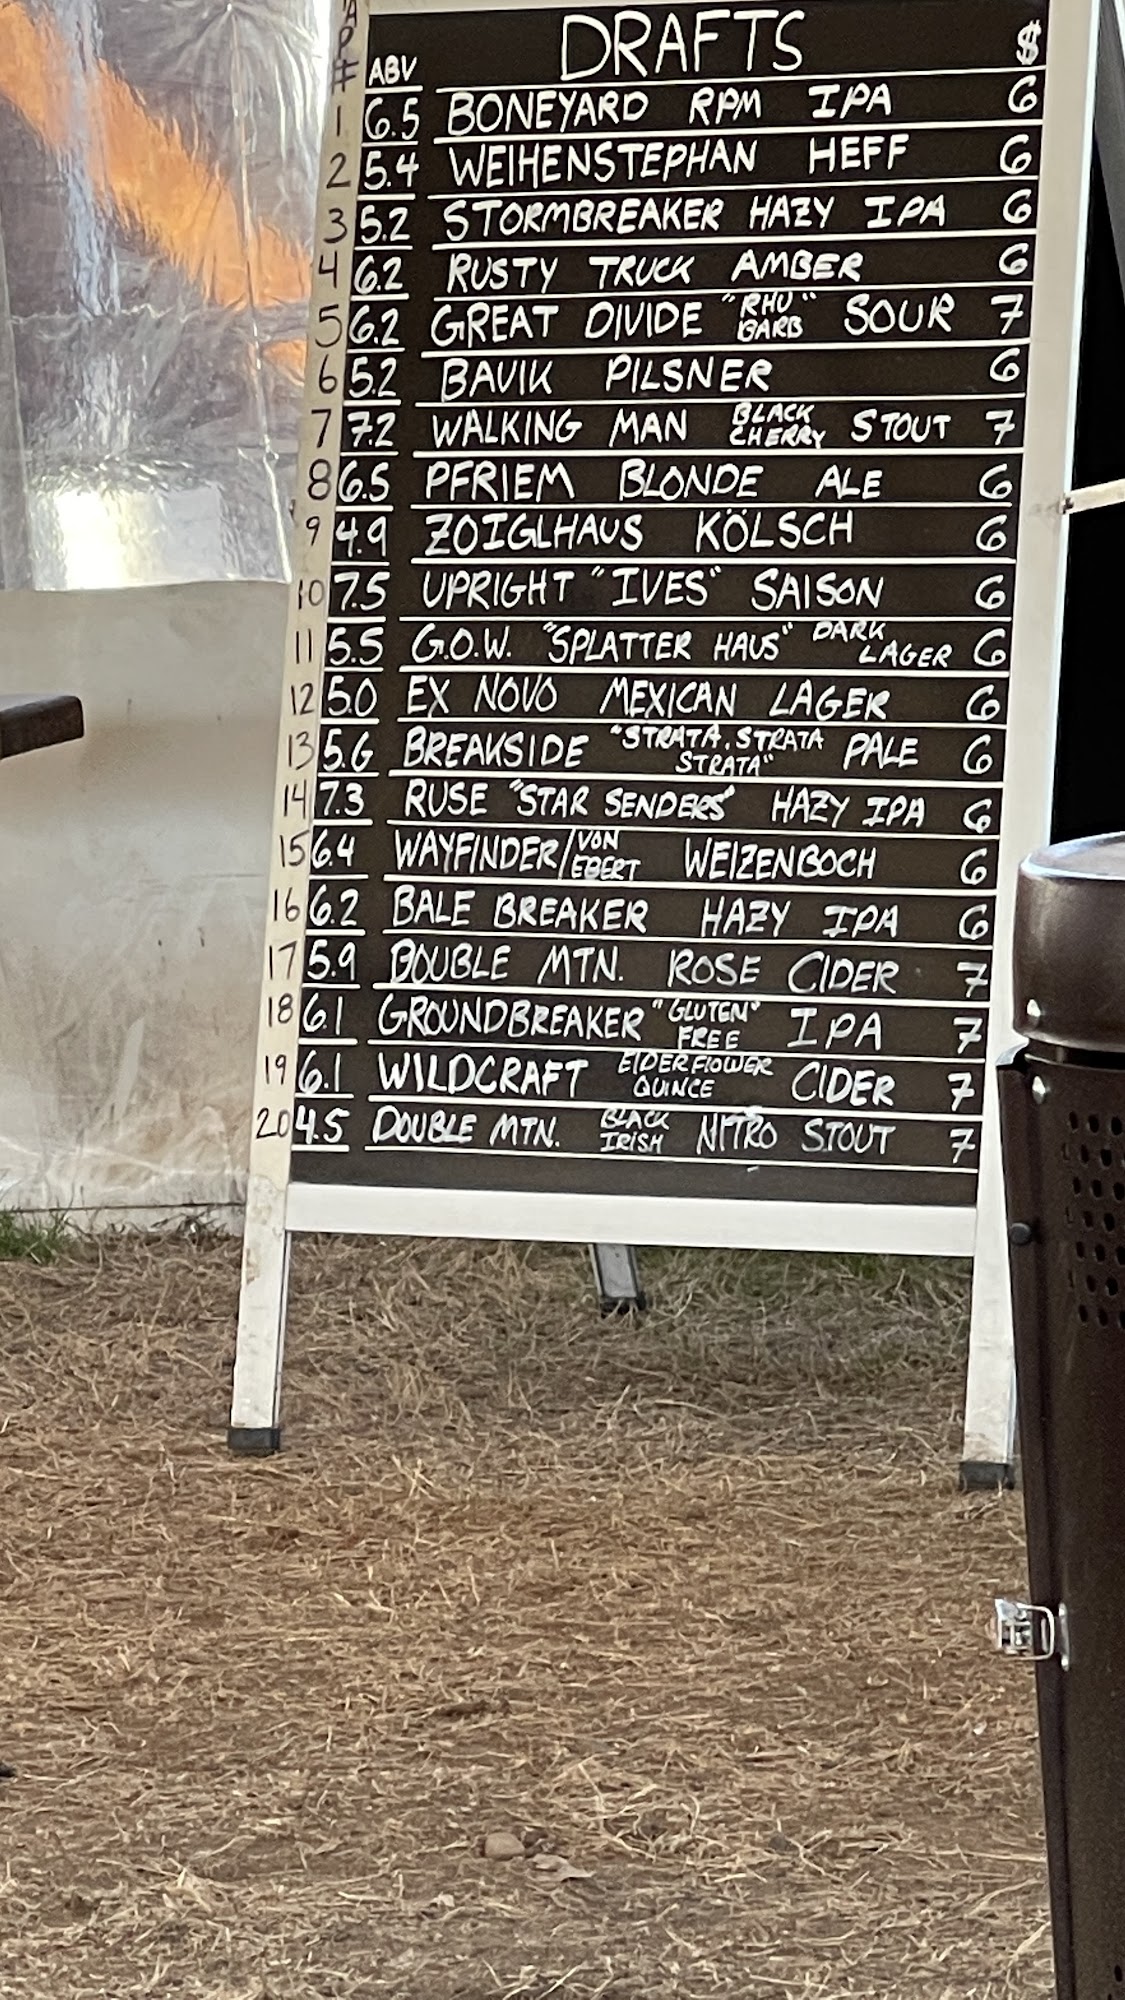 TAP # ABV DRAFTS $
1 6.5 BONEYARD RPM IPA 6
2 5.4 WEIHENSTEPHAN HEFF 6
3 5.2 STORMBREAKER HAZY IPA 6
4 6.2 RUSTY TRUCK AMBER 6
5 6.2 GREAT DIVIDE "RHU BARB" SOUR 7
6 5.2 BAVIK PILSNER 6
7 7.2 WALKING MAN BLACK CHERRY STOUT 7
8 6.5 PFRIEM BLONDE ALE 6
9 4.9 ZOIGLHAUS KÖLSCH 6
10 7.5 UPRIGHT "IVES" SAISON 6
11 5.5 G.O.W. "SPLATTER HAUS" DARK LAGER 6
12 5.0 EX NOVO MEXICAN LAGER 6
13 5.6 BREAKSIDE "STRATA. STRATA STRATA" PALE 6
14 7.3 RUSE "STAR SENDERS" HAZY IPA 6
15 6.4 WAYFINDER/VON EBERT WEIZENBOCH 6
16 6.2 BALE BREAKER HAZY IPA 6
17 5.9 DOUBLE MTN. ROSE CIDER 7
18 6.1 GROUNDBREAKER "GLUTEN" FREE IPA 7
19 6.1 WILDCRAFT ElDERFLOWER QUINCE CIDER 7
20 4.5 DOUBLE MTN. BLACK IRISH NITRO STOUT 7